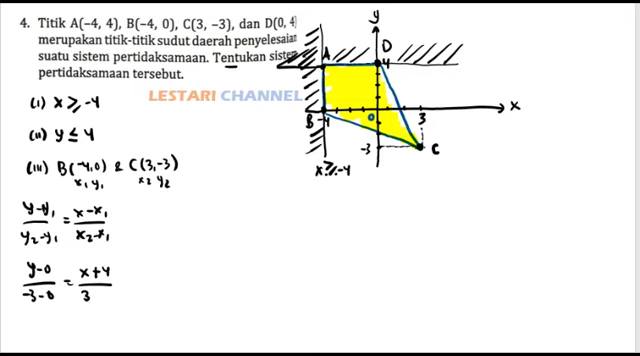 4. Titik A(−4, 4), B(−4, 0), C(3, −3), dan D(0, 4
merupakan titik-titik sudut daerah penyelesaian
suatu sistem pertidaksamaan. Tentukan sistem
pertidaksamaan tersebut.
LESTARI CHANNEL
(i) x ≥ −4
(ii) y ≤ 4
(iii) B(−4,0) & C(3,−3)
x₁ y₁ x₂ y₂
y−y₁/y₂−y₁ = x−x₁/x₂−x₁
y−0/−3−0 = x+4/3
y
D
A
4
B
−4
0
3
x
−3
C
x ≥ −4